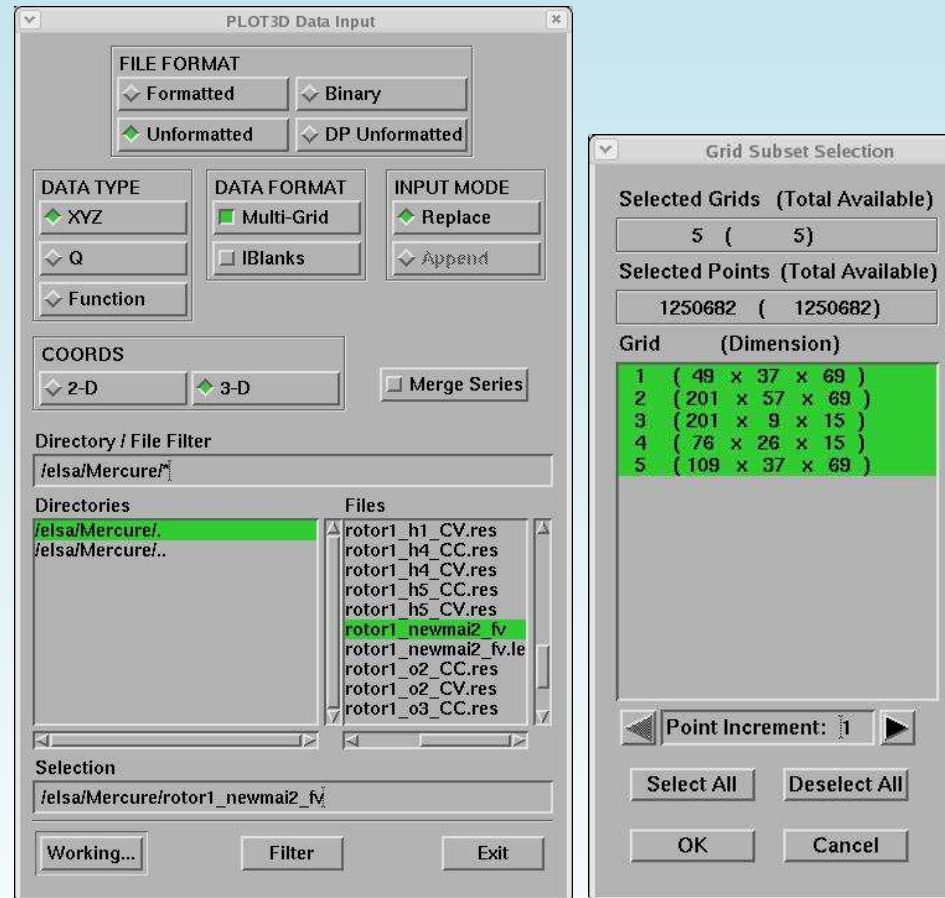 PLOT3D Data Input
FILE FORMAT
Formatted
Binary
Unformatted
DP Unformatted
DATA TYPE
XYZ
Q
Function
DATA FORMAT
Multi-Grid
IBlanks
INPUT MODE
Replace
Append
COORDS
2-D
3-D
Merge Series
Directory / File Filter
/elsa/Mercure/*
Directories
/elsa/Mercure/.
/elsa/Mercure/..
Files
rotor1_h1_CV.res
rotor1_h4_CC.res
rotor1_h4_CV.res
rotor1_h5_CC.res
rotor1_h5_CV.res
rotor1_newmai2_fv
rotor1_newmai2_fv.le
rotor1_o2_CC.res
rotor1_o2_CV.res
rotor1_o3_CC.res
Selection
/elsa/Mercure/rotor1_newmai2_fv
Working...
Filter
Exit
Grid Subset Selection
Selected Grids (Total Available)
5 ( 5)
Selected Points (Total Available)
1250682 ( 1250682)
Grid (Dimension)
1 ( 49 x 37 x 69 )
2 ( 201 x 57 x 69 )
3 ( 201 x 9 x 15 )
4 ( 76 x 26 x 15 )
5 ( 109 x 37 x 69 )
Point Increment: 1
Select All
Deselect All
OK
Cancel